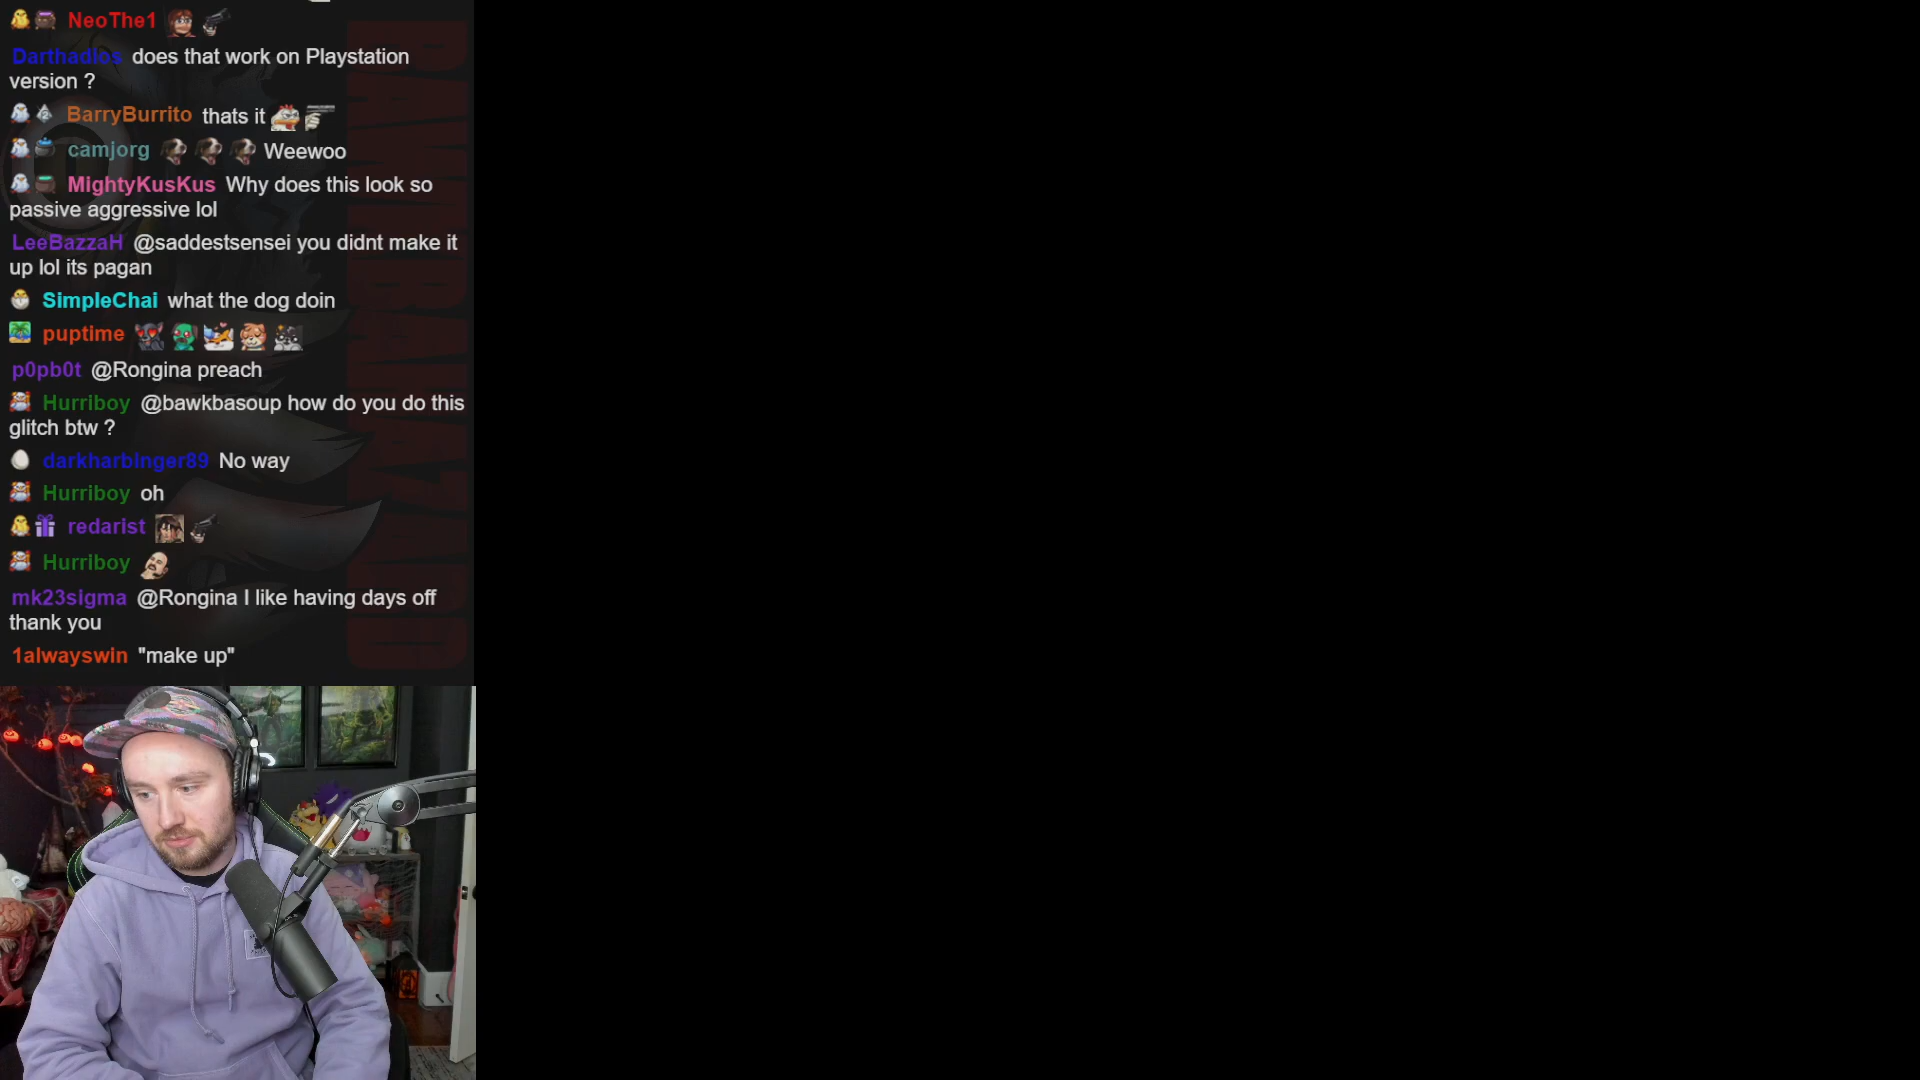 NeoThe1
Darthadios does that work on Playstation
version ?
BarryBurrito thats it
camjorg Weewoo
MightyKusKus Why does this look so
passive aggressive lol
LeeBazzaH @saddestsensei you didnt make it
up lol its pagan
SimpleChai what the dog doin
puptime
p0pb0t @Rongina preach
Hurriboy @bawkbasoup how do you do this
glitch btw ?
darkharbinger89 No way
Hurriboy oh
redarist
Hurriboy
mk23sigma @Rongina I like having days off
thank you
1alwayswin "make up"